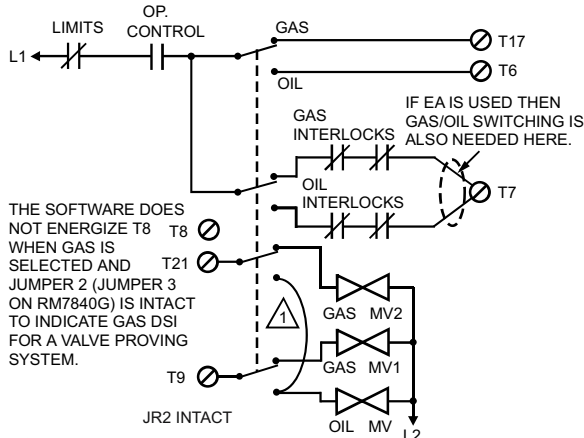 LIMITS
OP.
CONTROL
GAS
L1
T17
T6
OIL
GAS
INTERLOCKS
IF EA IS USED THEN
GAS/OIL SWITCHING IS
ALSO NEEDED HERE.
OIL
INTERLOCKS
T7
THE SOFTWARE DOES
NOT ENERGIZE T8
WHEN GAS IS
SELECTED AND
JUMPER 2 (JUMPER 3
ON RM7840G) IS INTACT
TO INDICATE GAS DSI
FOR A VALVE PROVING
SYSTEM.
T8
T21
1
GAS MV2
GAS MV1
T9
JR2 INTACT
OIL MV
L2